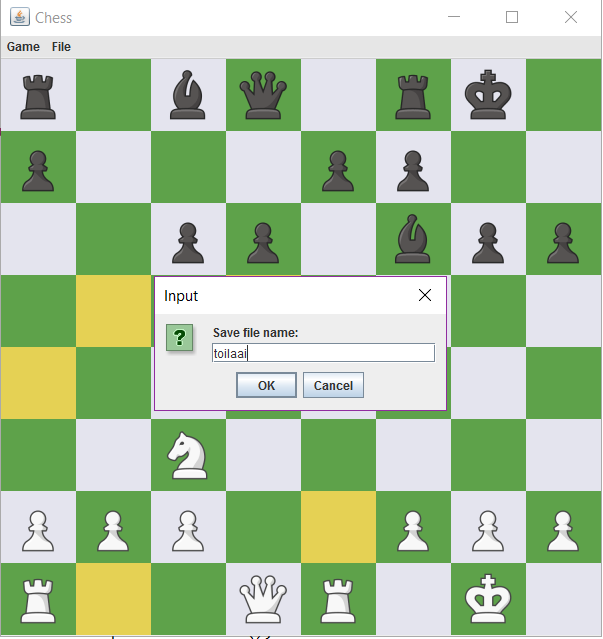 Chess
Game File
Input
?
Save file name:
toilaai
OK Cancel